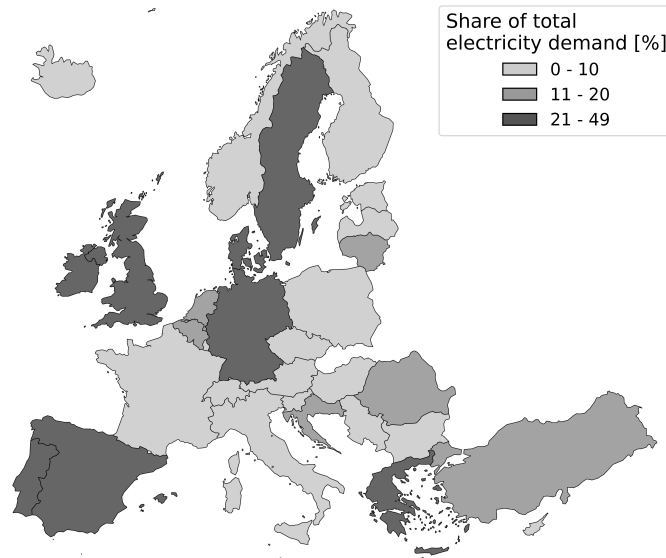 Share of total
electricity demand [%]
0 - 10
11 - 20
21 - 49